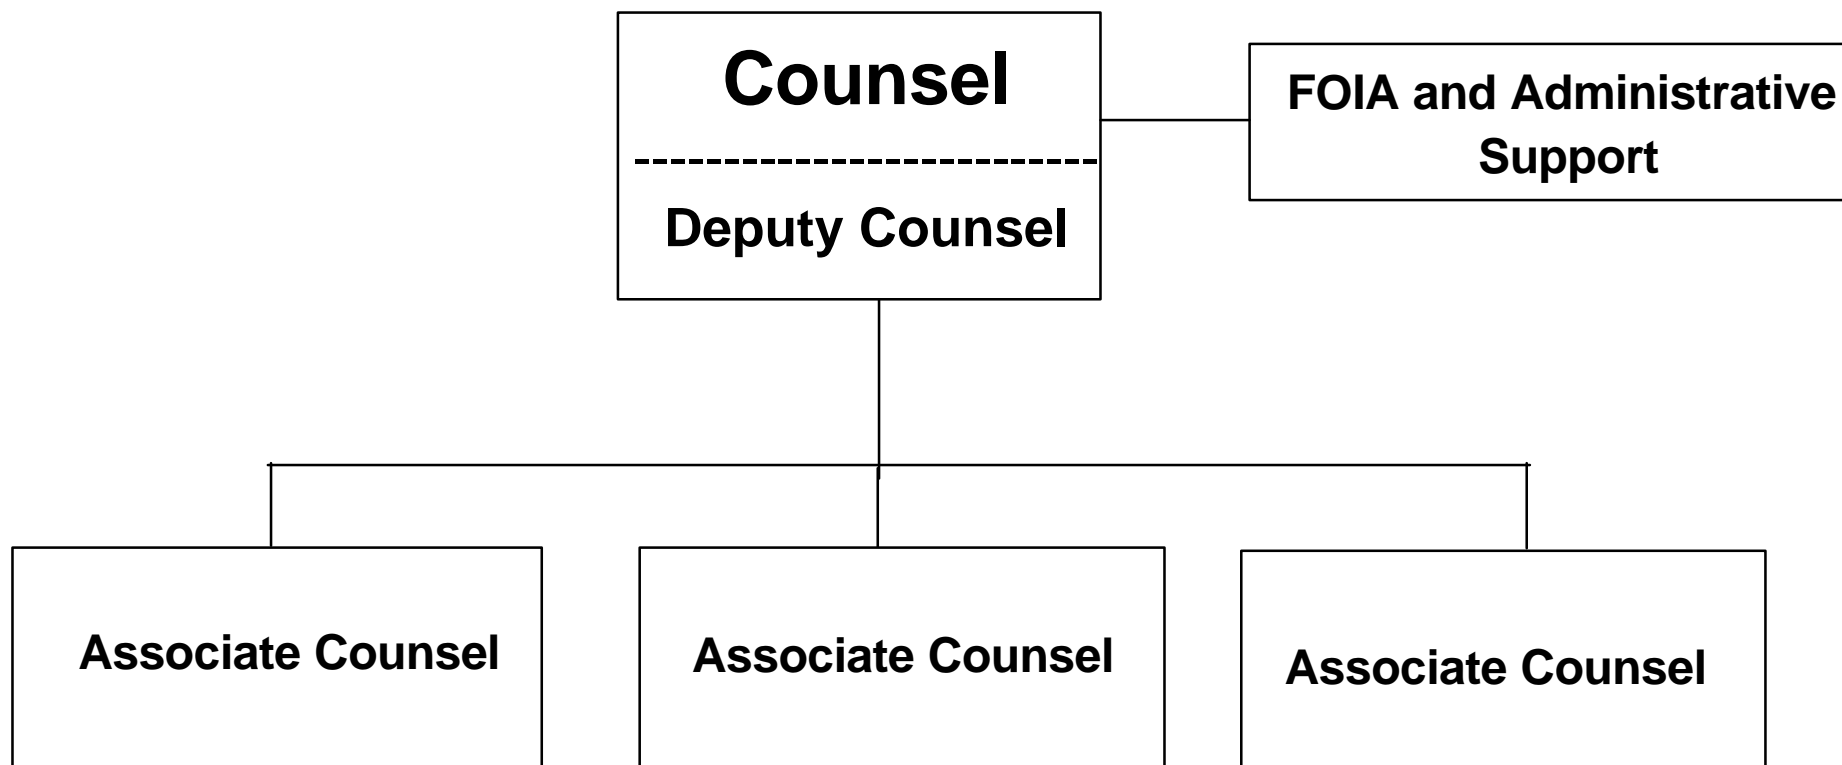 Counsel
Deputy Counsel
FOIA and Administrative
Support
Associate Counsel
Associate Counsel
Associate Counsel